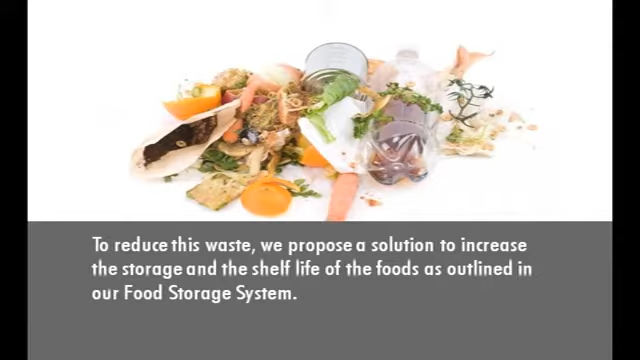 To reduce this waste, we propose a solution to increase
the storage and the shelf life of the foods as outlined in
our Food Storage System.